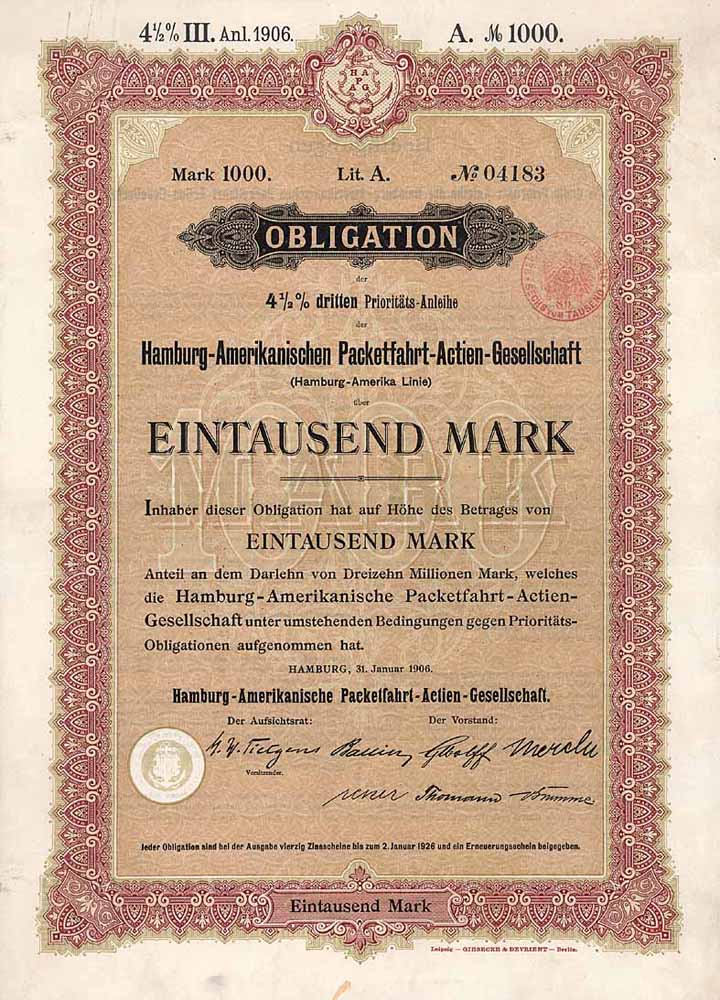 4½% III. Anl. 1906.
A. ℳ 1000.
H A P A G
Mark 1000. Lit. A. № 04183
OBLIGATION
der
4½% dritten Prioritäts-Anleihe
der
Hamburg-Amerikanischen Packetfahrt-Actien-Gesellschaft
(Hamburg-Amerika Linie)
über
EINTAUSEND MARK
1000
MARK
Inhaber dieser Obligation hat auf Höhe des Betrages von
EINTAUSEND MARK
Anteil an dem Darlehn von Dreizehn Millionen Mark, welches
die Hamburg-Amerikanische Packetfahrt-Actien-
Gesellschaft unter umstehenden Bedingungen gegen Prioritäts-
Obligationen aufgenommen hat.
HAMBURG, 31. Januar 1906.
Hamburg-Amerikanische Packetfahrt-Actien-Gesellschaft.
Der Aufsichtsrat: Der Vorstand:
Ballin
Thomann
Vorsitzender.
Jeder Obligation sind bei der Ausgabe vierzig Zinsscheine bis zum 2. Januar 1926 und ein Erneuerungsschein beigegeben.
Eintausend Mark
Leipzig — GIESECKE & DEVRIENT — Berlin.